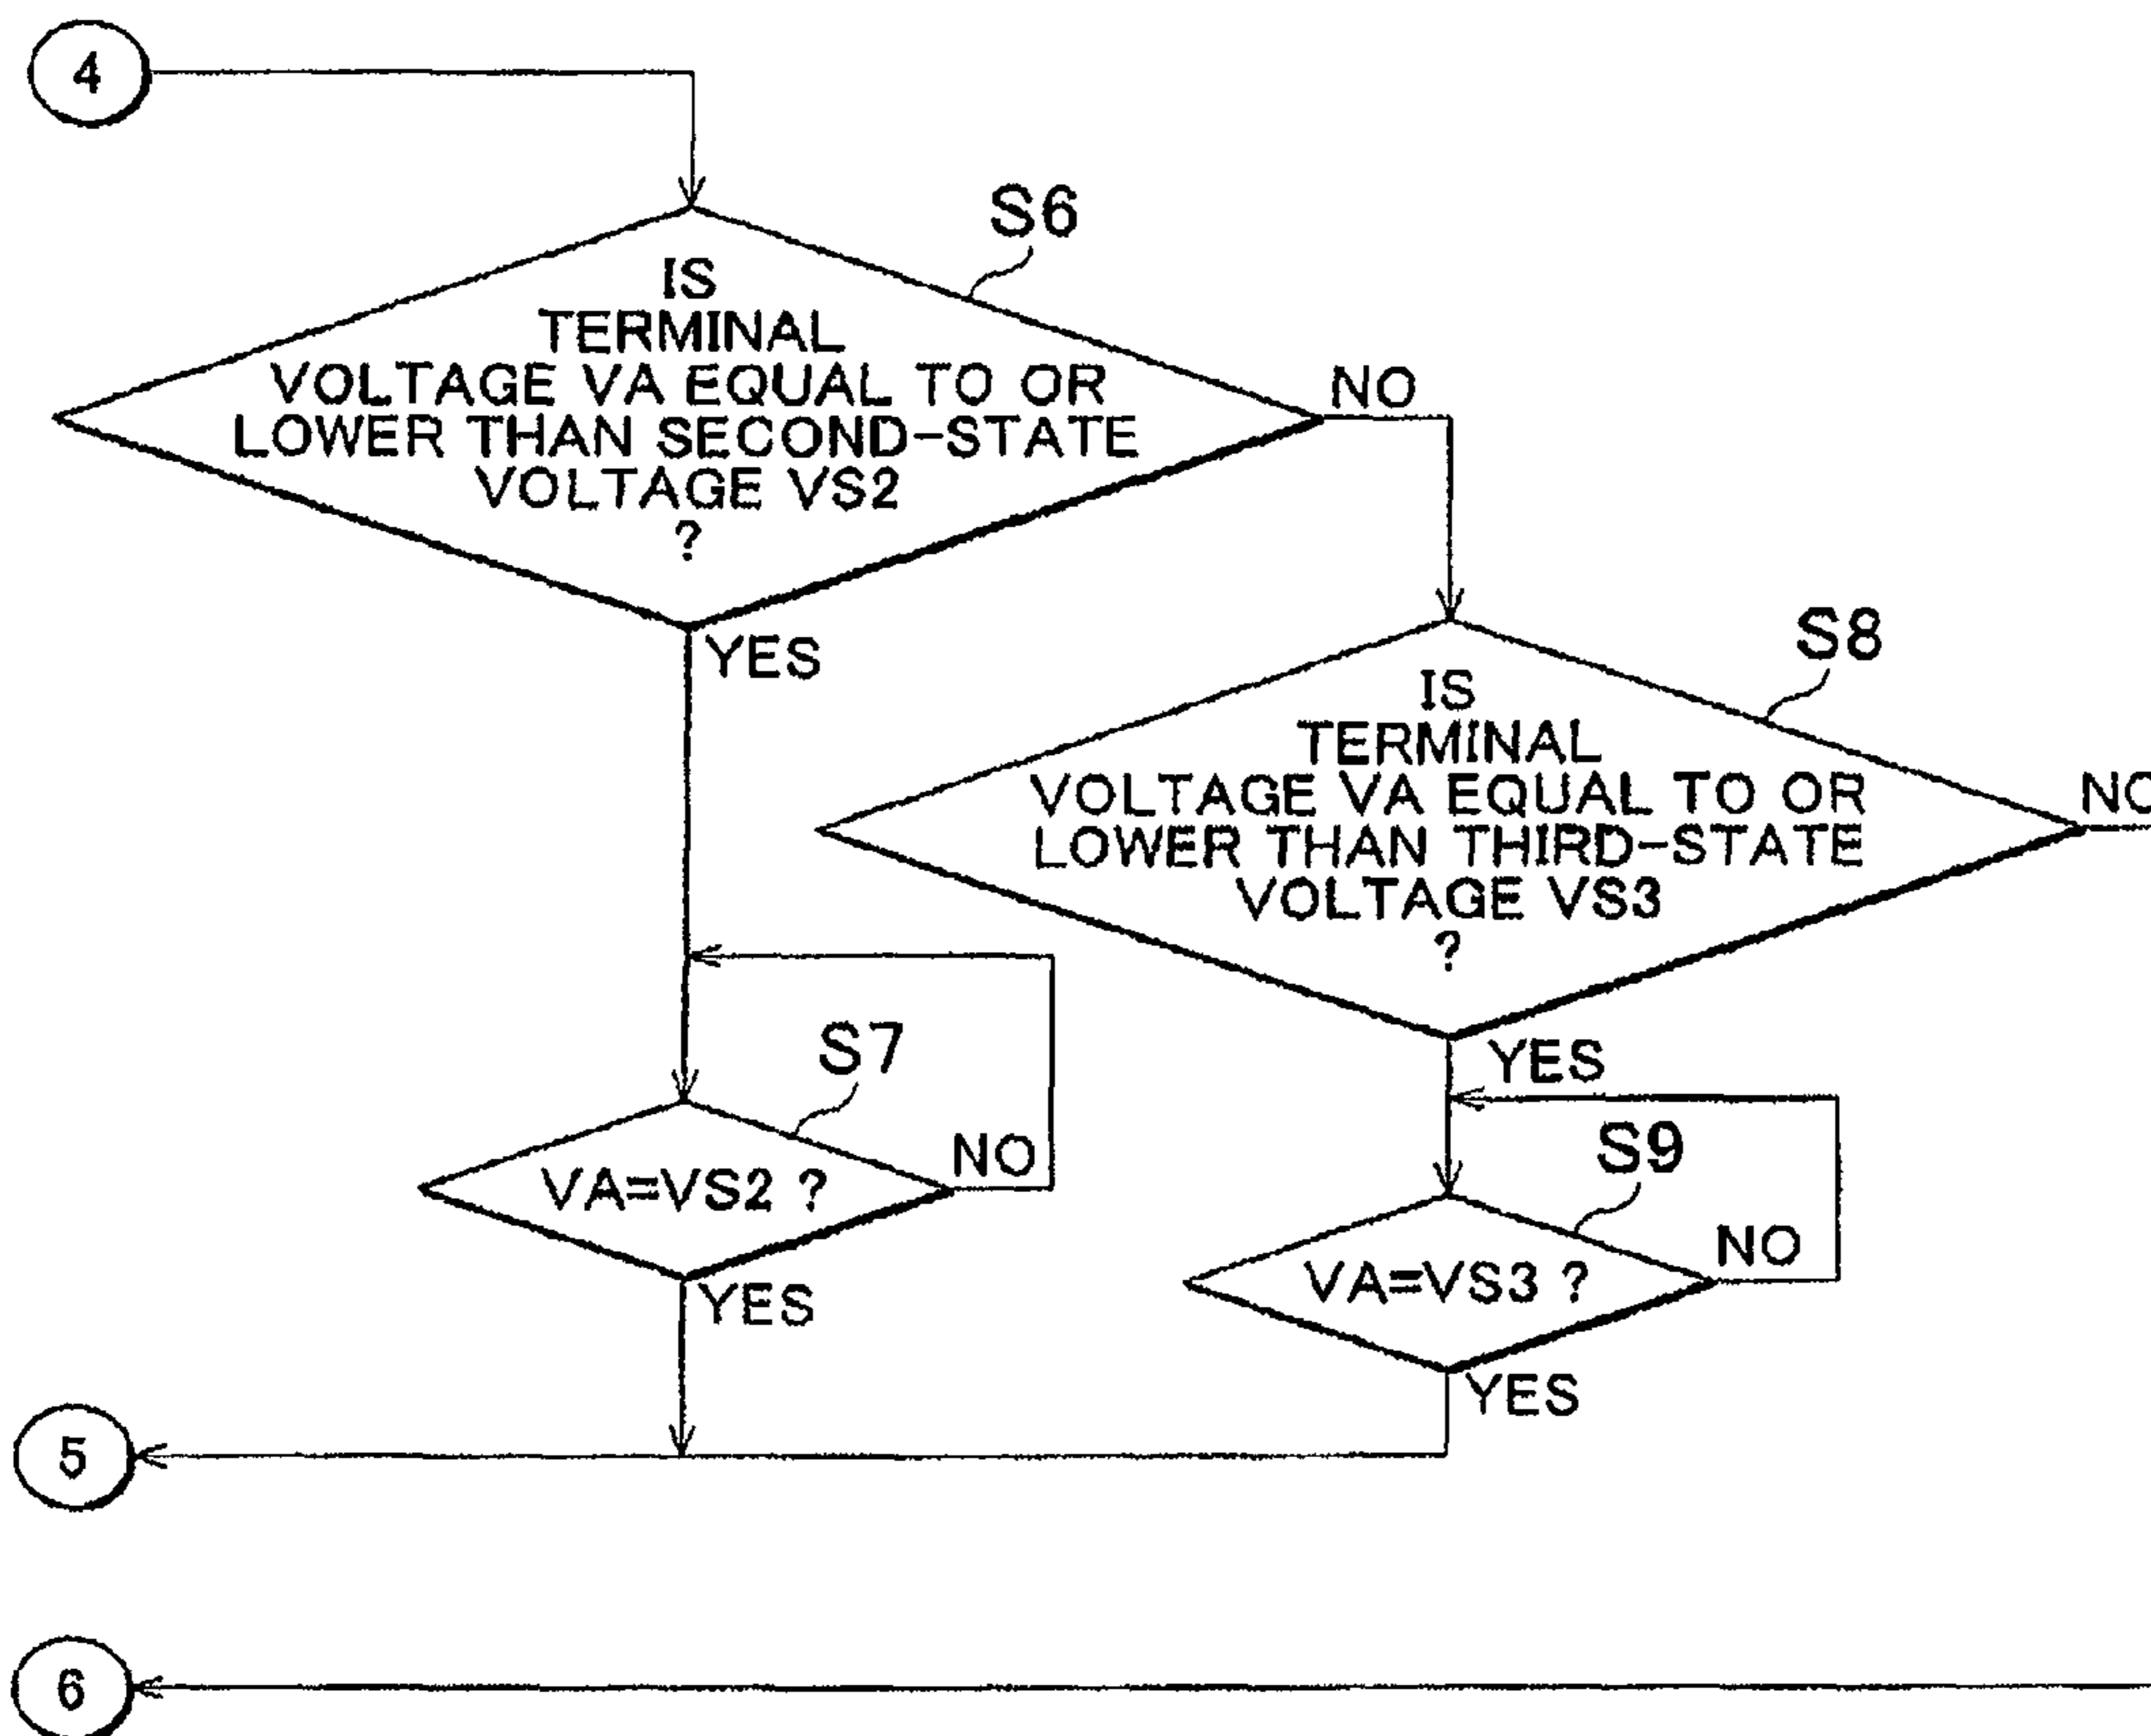 4
S6
IS
TERMINAL
VOLTAGE VA EQUAL TO OR
LOWER THAN SECOND-STATE
VOLTAGE VS2
?
NO
YES
S8
IS
TERMINAL
VOLTAGE VA EQUAL TO OR
LOWER THAN THIRD-STATE
VOLTAGE VS3
?
NO
YES
S7
VA=VS2 ?
NO
YES
S9
VA=VS3 ?
NO
YES
5
6